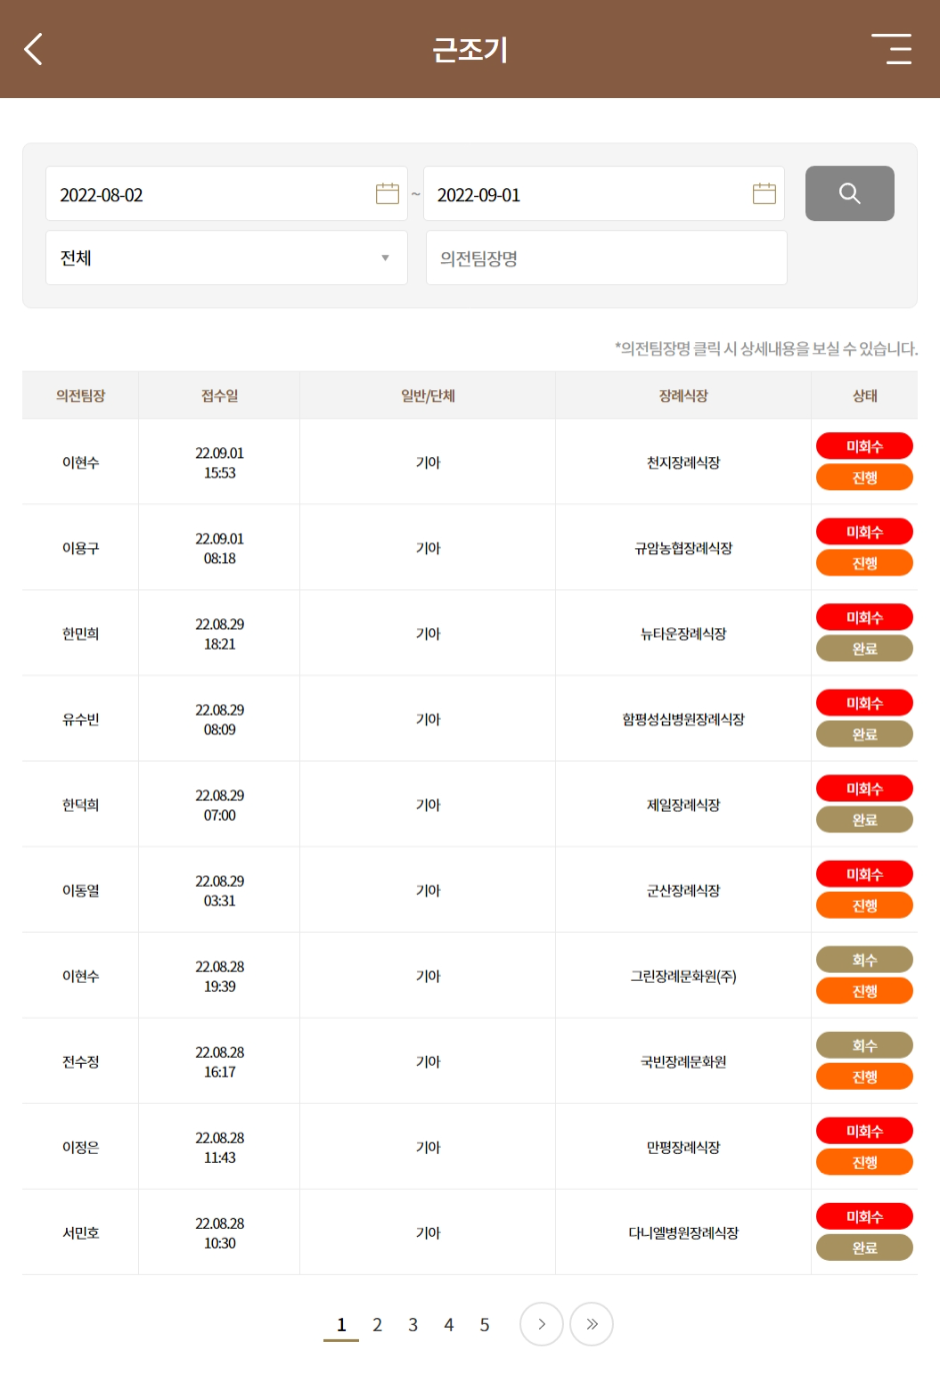 근조기
2022-08-02 ~ 2022-09-01
전체 의전팀장명
*의전팀장명 클릭 시 상세내용을 보실 수 있습니다.
의전팀장 접수일 일반/단체 장례식장 상태
이현수 22.09.01 15:53 기아 천지장례식장 미회수 진행
이용구 22.09.01 08:18 기아 규암농협장례식장 미회수 진행
한민희 22.08.29 18:21 기아 뉴타운장례식장 미회수 완료
유수빈 22.08.29 08:09 기아 함평성심병원장례식장 미회수 완료
한덕희 22.08.29 07:00 기아 제일장례식장 미회수 완료
이동열 22.08.29 03:31 기아 군산장례식장 미회수 진행
이현수 22.08.28 19:39 기아 그린장례문화원(주) 회수 진행
전수정 22.08.28 16:17 기아 국빈장례문화원 회수 진행
이정은 22.08.28 11:43 기아 만평장례식장 미회수 진행
서민호 22.08.28 10:30 기아 다니엘병원장례식장 미회수 완료
1 2 3 4 5